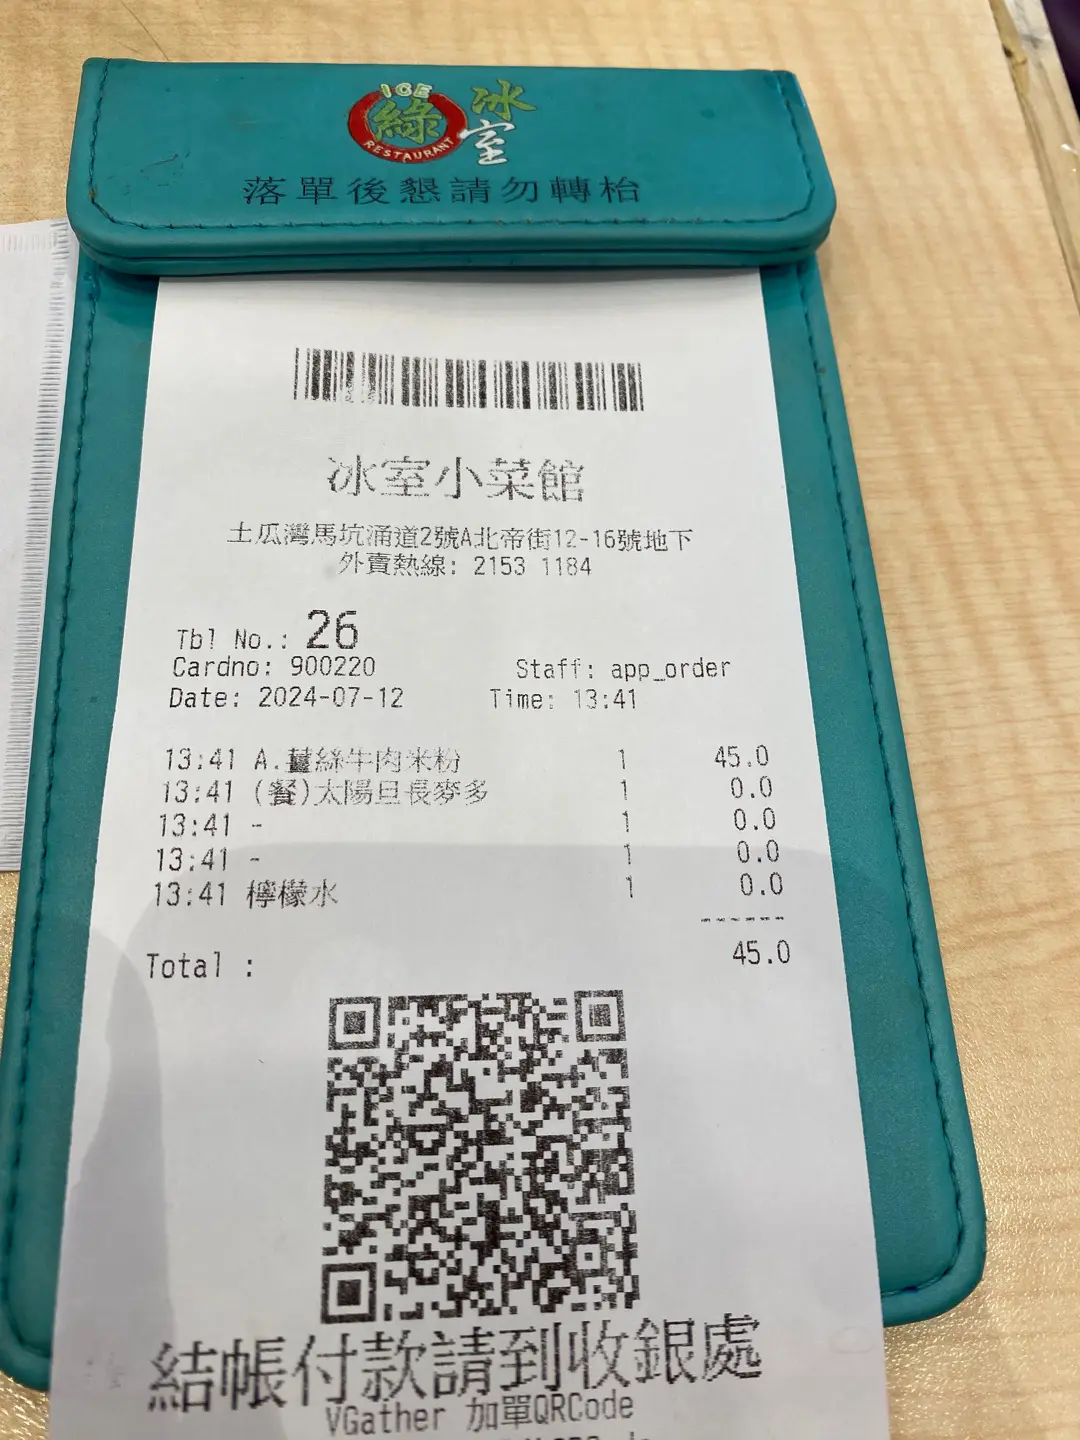 ICE
綠
RESTAURANT
冰室
落單後懇請勿轉枱
冰室小菜館
土瓜灣馬坑涌道2號A北帝街12-16號地下
外賣熱線: 2153 1184
Tbl No.: 26
Cardno: 900220 Staff: app_order
Date: 2024-07-12 Time: 13:41
13:41 A.薑絲牛肉米粉 1 45.0
13:41 (餐)太陽旦長麥多 1 0.0
13:41 - 1 0.0
13:41 - 1 0.0
13:41 檸檬水 1 0.0
Total : 45.0
結帳付款請到收銀處
VGather 加單QRCode